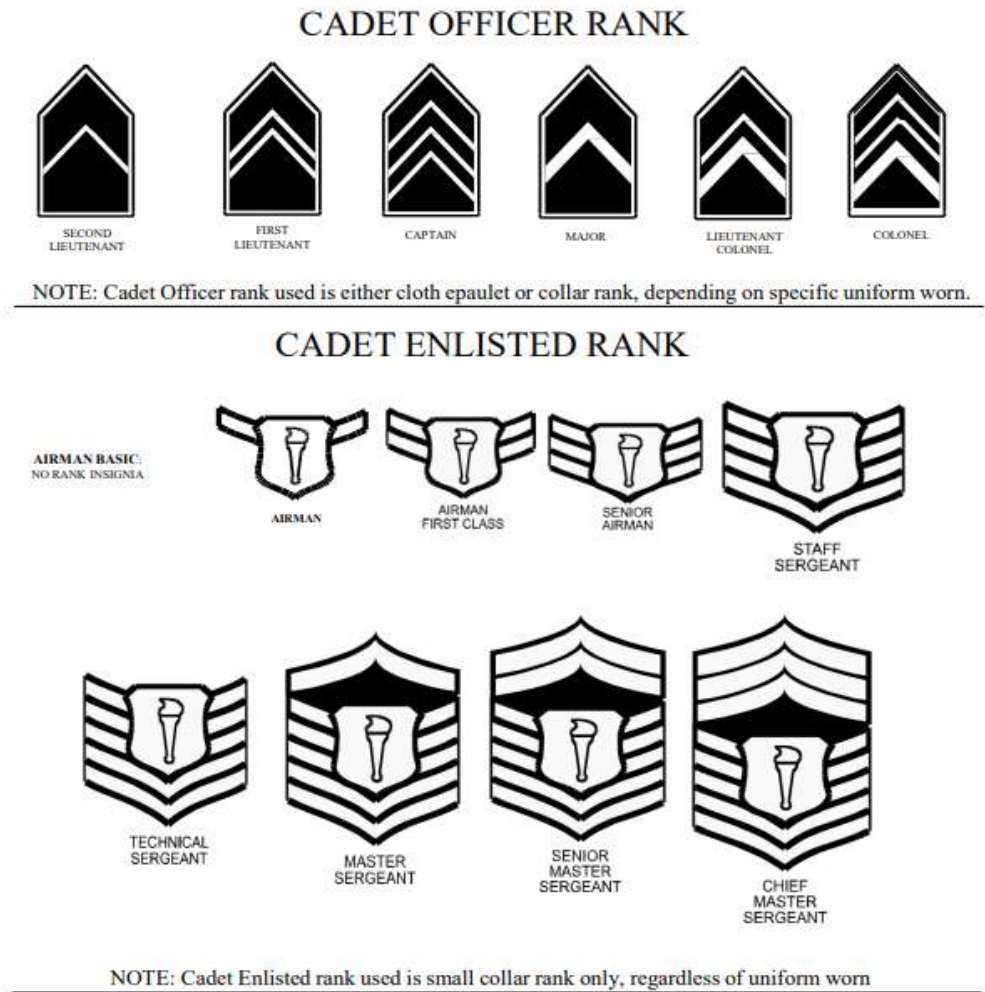 CADET OFFICER RANK
SECOND
LIEUTENANT
FIRST
LIEUTENANT
CAPTAIN
MAJOR
LIEUTENANT
COLONEL
COLONEL
NOTE: Cadet Officer rank used is either cloth epaulet or collar rank, depending on specific uniform worn.
CADET ENLISTED RANK
AIRMAN BASIC:
NO RANK INSIGNIA
AIRMAN
AIRMAN
FIRST CLASS
SENIOR
AIRMAN
STAFF
SERGEANT
TECHNICAL
SERGEANT
MASTER
SERGEANT
SENIOR
MASTER
SERGEANT
CHIEF
MASTER
SERGEANT
NOTE: Cadet Enlisted rank used is small collar rank only, regardless of uniform worn